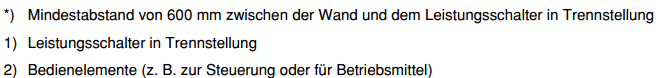 *) Mindestabstand von 600 mm zwischen der Wand und dem Leistungsschalter in Trennstellung
1) Leistungsschalter in Trennstellung
2) Bedienelemente (z. B. zur Steuerung oder für Betriebsmittel)